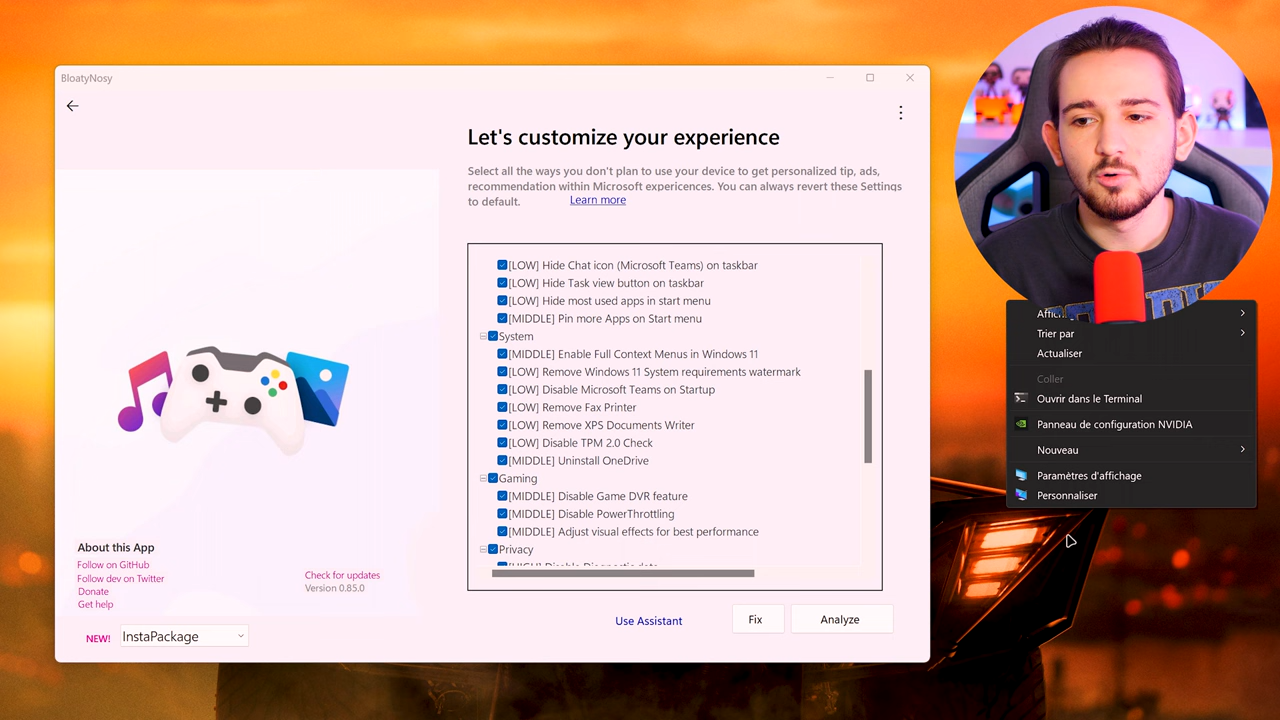 BloatyNosy
Let's customize your experience
Select all the ways you don't plan to use your device to get personalized tip, ads,
recommendation within Microsoft expericences. You can always revert these Settings
to default. Learn more
[LOW] Hide Chat icon (Microsoft Teams) on taskbar
[LOW] Hide Task view button on taskbar
[LOW] Hide most used apps in start menu
[MIDDLE] Pin more Apps on Start menu
System
[MIDDLE] Enable Full Context Menus in Windows 11
[LOW] Remove Windows 11 System requirements watermark
[LOW] Disable Microsoft Teams on Startup
[LOW] Remove Fax Printer
[LOW] Remove XPS Documents Writer
[LOW] Disable TPM 2.0 Check
[MIDDLE] Uninstall OneDrive
Gaming
[MIDDLE] Disable Game DVR feature
[MIDDLE] Disable PowerThrottling
[MIDDLE] Adjust visual effects for best performance
Privacy
Use Assistant
Fix
Analyze
About this App
Follow on GitHub
Follow dev on Twitter
Donate
Get help
Check for updates
Version 0.85.0
NEW! InstaPackage
Trier par
Actualiser
Coller
Ouvrir dans le Terminal
Panneau de configuration NVIDIA
Nouveau
Paramètres d'affichage
Personnaliser